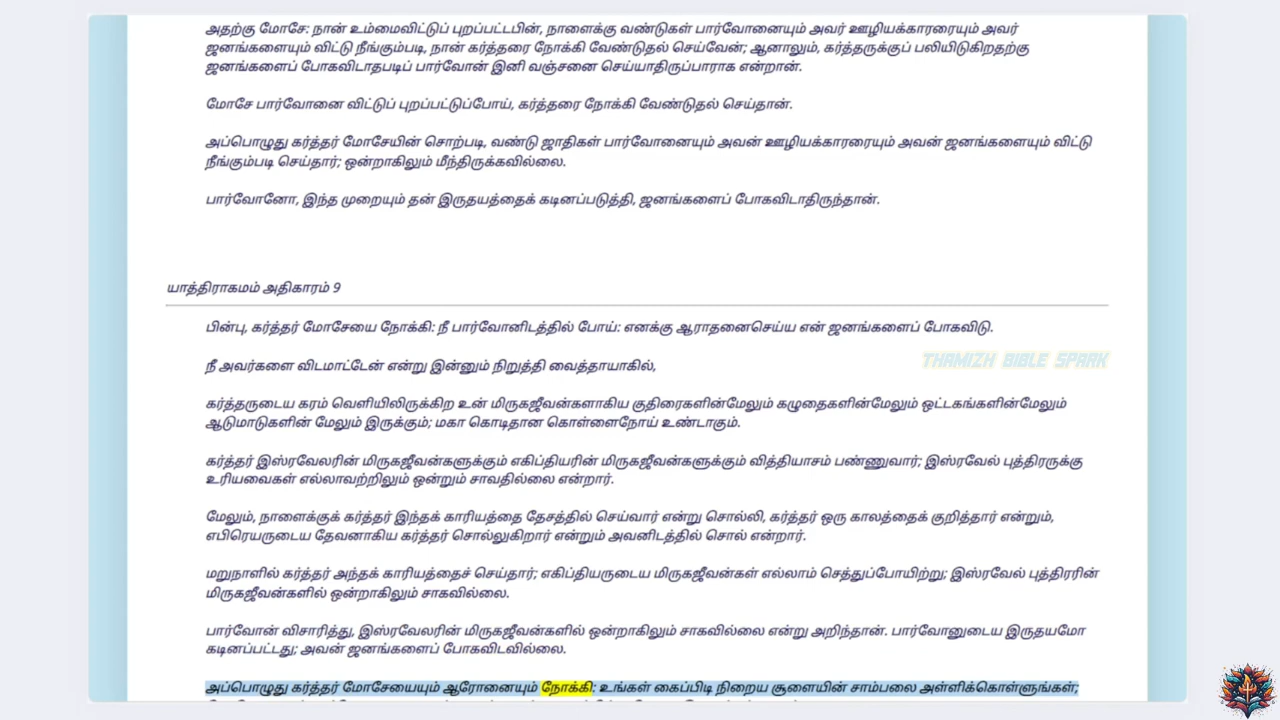 அதற்கு மோசே: நான் உம்மைவிட்டுப் புறப்பட்டபின், நாளைக்கு வண்டுகள் பார்வோனையும் அவர் ஊழியக்காரரையும் அவர்
ஜனங்களையும் விட்டு நீங்கும்படி, நான் கர்த்தரை நோக்கி வேண்டுதல் செய்வேன்; ஆனாலும், கர்த்தருக்குப் பலியிடுகிறதற்கு
ஜனங்களைப் போகவிடாதபடிப் பார்வோன் இனி வஞ்சனை செய்யாதிருப்பாராக என்றான்.
மோசே பார்வோனை விட்டுப் புறப்பட்டுப்போய், கர்த்தரை நோக்கி வேண்டுதல் செய்தான்.
அப்பொழுது கர்த்தர் மோசேயின் சொற்படி, வண்டு ஜாதிகள் பார்வோனையும் அவன் ஊழியக்காரரையும் அவன் ஜனங்களையும் விட்டு
நீங்கும்படி செய்தார்; ஒன்றாகிலும் மீந்திருக்கவில்லை.
பார்வோனோ, இந்த முறையும் தன் இருதயத்தைக் கடினப்படுத்தி, ஜனங்களைப் போகவிடாதிருந்தான்.
யாத்திராகமம் அதிகாரம் 9
பின்பு, கர்த்தர் மோசேயை நோக்கி: நீ பார்வோனிடத்தில் போய்: எனக்கு ஆராதனைசெய்ய என் ஜனங்களைப் போகவிடு.
THAMIZH BIBLE SPARK
நீ அவர்களை விடமாட்டேன் என்று இன்னும் நிறுத்தி வைத்தாயாகில்,
கர்த்தருடைய கரம் வெளியிலிருக்கிற உன் மிருகஜீவன்களாகிய குதிரைகளின்மேலும் கழுதைகளின்மேலும் ஒட்டகங்களின்மேலும்
ஆடுமாடுகளின் மேலும் இருக்கும்; மகா கொடிதான கொள்ளைநோய் உண்டாகும்.
கர்த்தர் இஸ்ரவேலரின் மிருகஜீவன்களுக்கும் எகிப்தியரின் மிருகஜீவன்களுக்கும் வித்தியாசம் பண்ணுவார்; இஸ்ரவேல் புத்திரருக்கு
உரியவைகள் எல்லாவற்றிலும் ஒன்றும் சாவதில்லை என்றார்.
மேலும், நாளைக்குக் கர்த்தர் இந்தக் காரியத்தை தேசத்தில் செய்வார் என்று சொல்லி, கர்த்தர் ஒரு காலத்தைக் குறித்தார் என்றும்,
எபிரெயருடைய தேவனாகிய கர்த்தர் சொல்லுகிறார் என்றும் அவனிடத்தில் சொல் என்றார்.
மறுநாளில் கர்த்தர் அந்தக் காரியத்தைச் செய்தார்; எகிப்தியருடைய மிருகஜீவன்கள் எல்லாம் செத்துப்போயிற்று; இஸ்ரவேல் புத்திரரின்
மிருகஜீவன்களில் ஒன்றாகிலும் சாகவில்லை.
பார்வோன் விசாரித்து, இஸ்ரவேலரின் மிருகஜீவன்களில் ஒன்றாகிலும் சாகவில்லை என்று அறிந்தான். பார்வோனுடைய இருதயமோ
கடினப்பட்டது; அவன் ஜனங்களைப் போகவிடவில்லை.
அப்பொழுது கர்த்தர் மோசேயையும் ஆரோனையும் நோக்கி: உங்கள் கைப்பிடி நிறைய சூளையின் சாம்பலை அள்ளிக்கொள்ளுங்கள்;